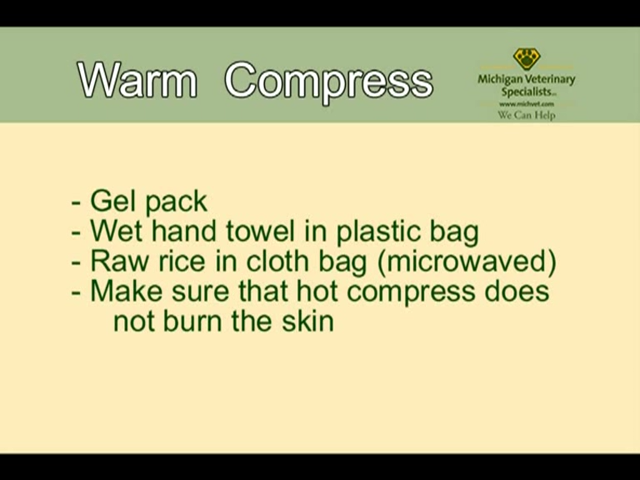 Warm Compress
Michigan Veterinary
Specialists
www.michvet.com
We Can Help
- Gel pack
- Wet hand towel in plastic bag
- Raw rice in cloth bag (microwaved)
- Make sure that hot compress does
not burn the skin